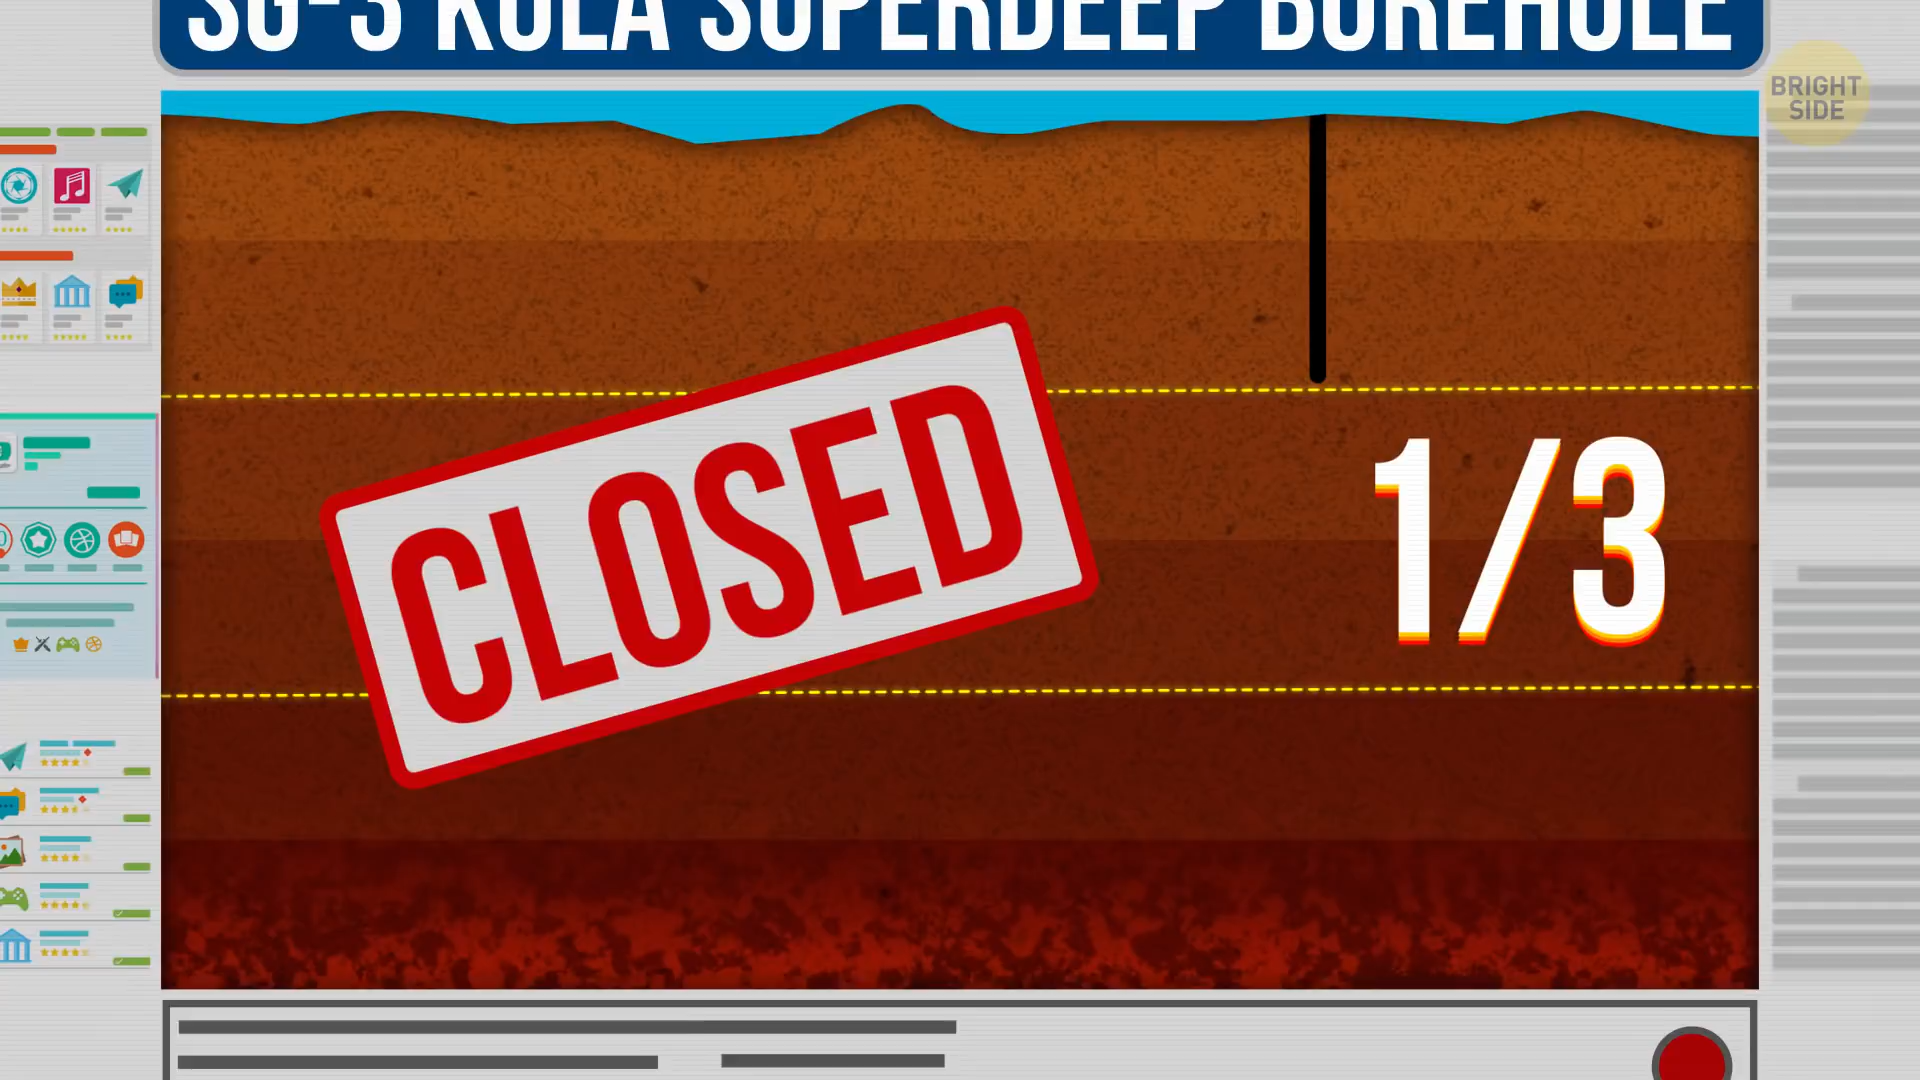 SG-3 KOLA SUPERDEEP BOREHOLE
BRIGHT
SIDE
CLOSED
1/3